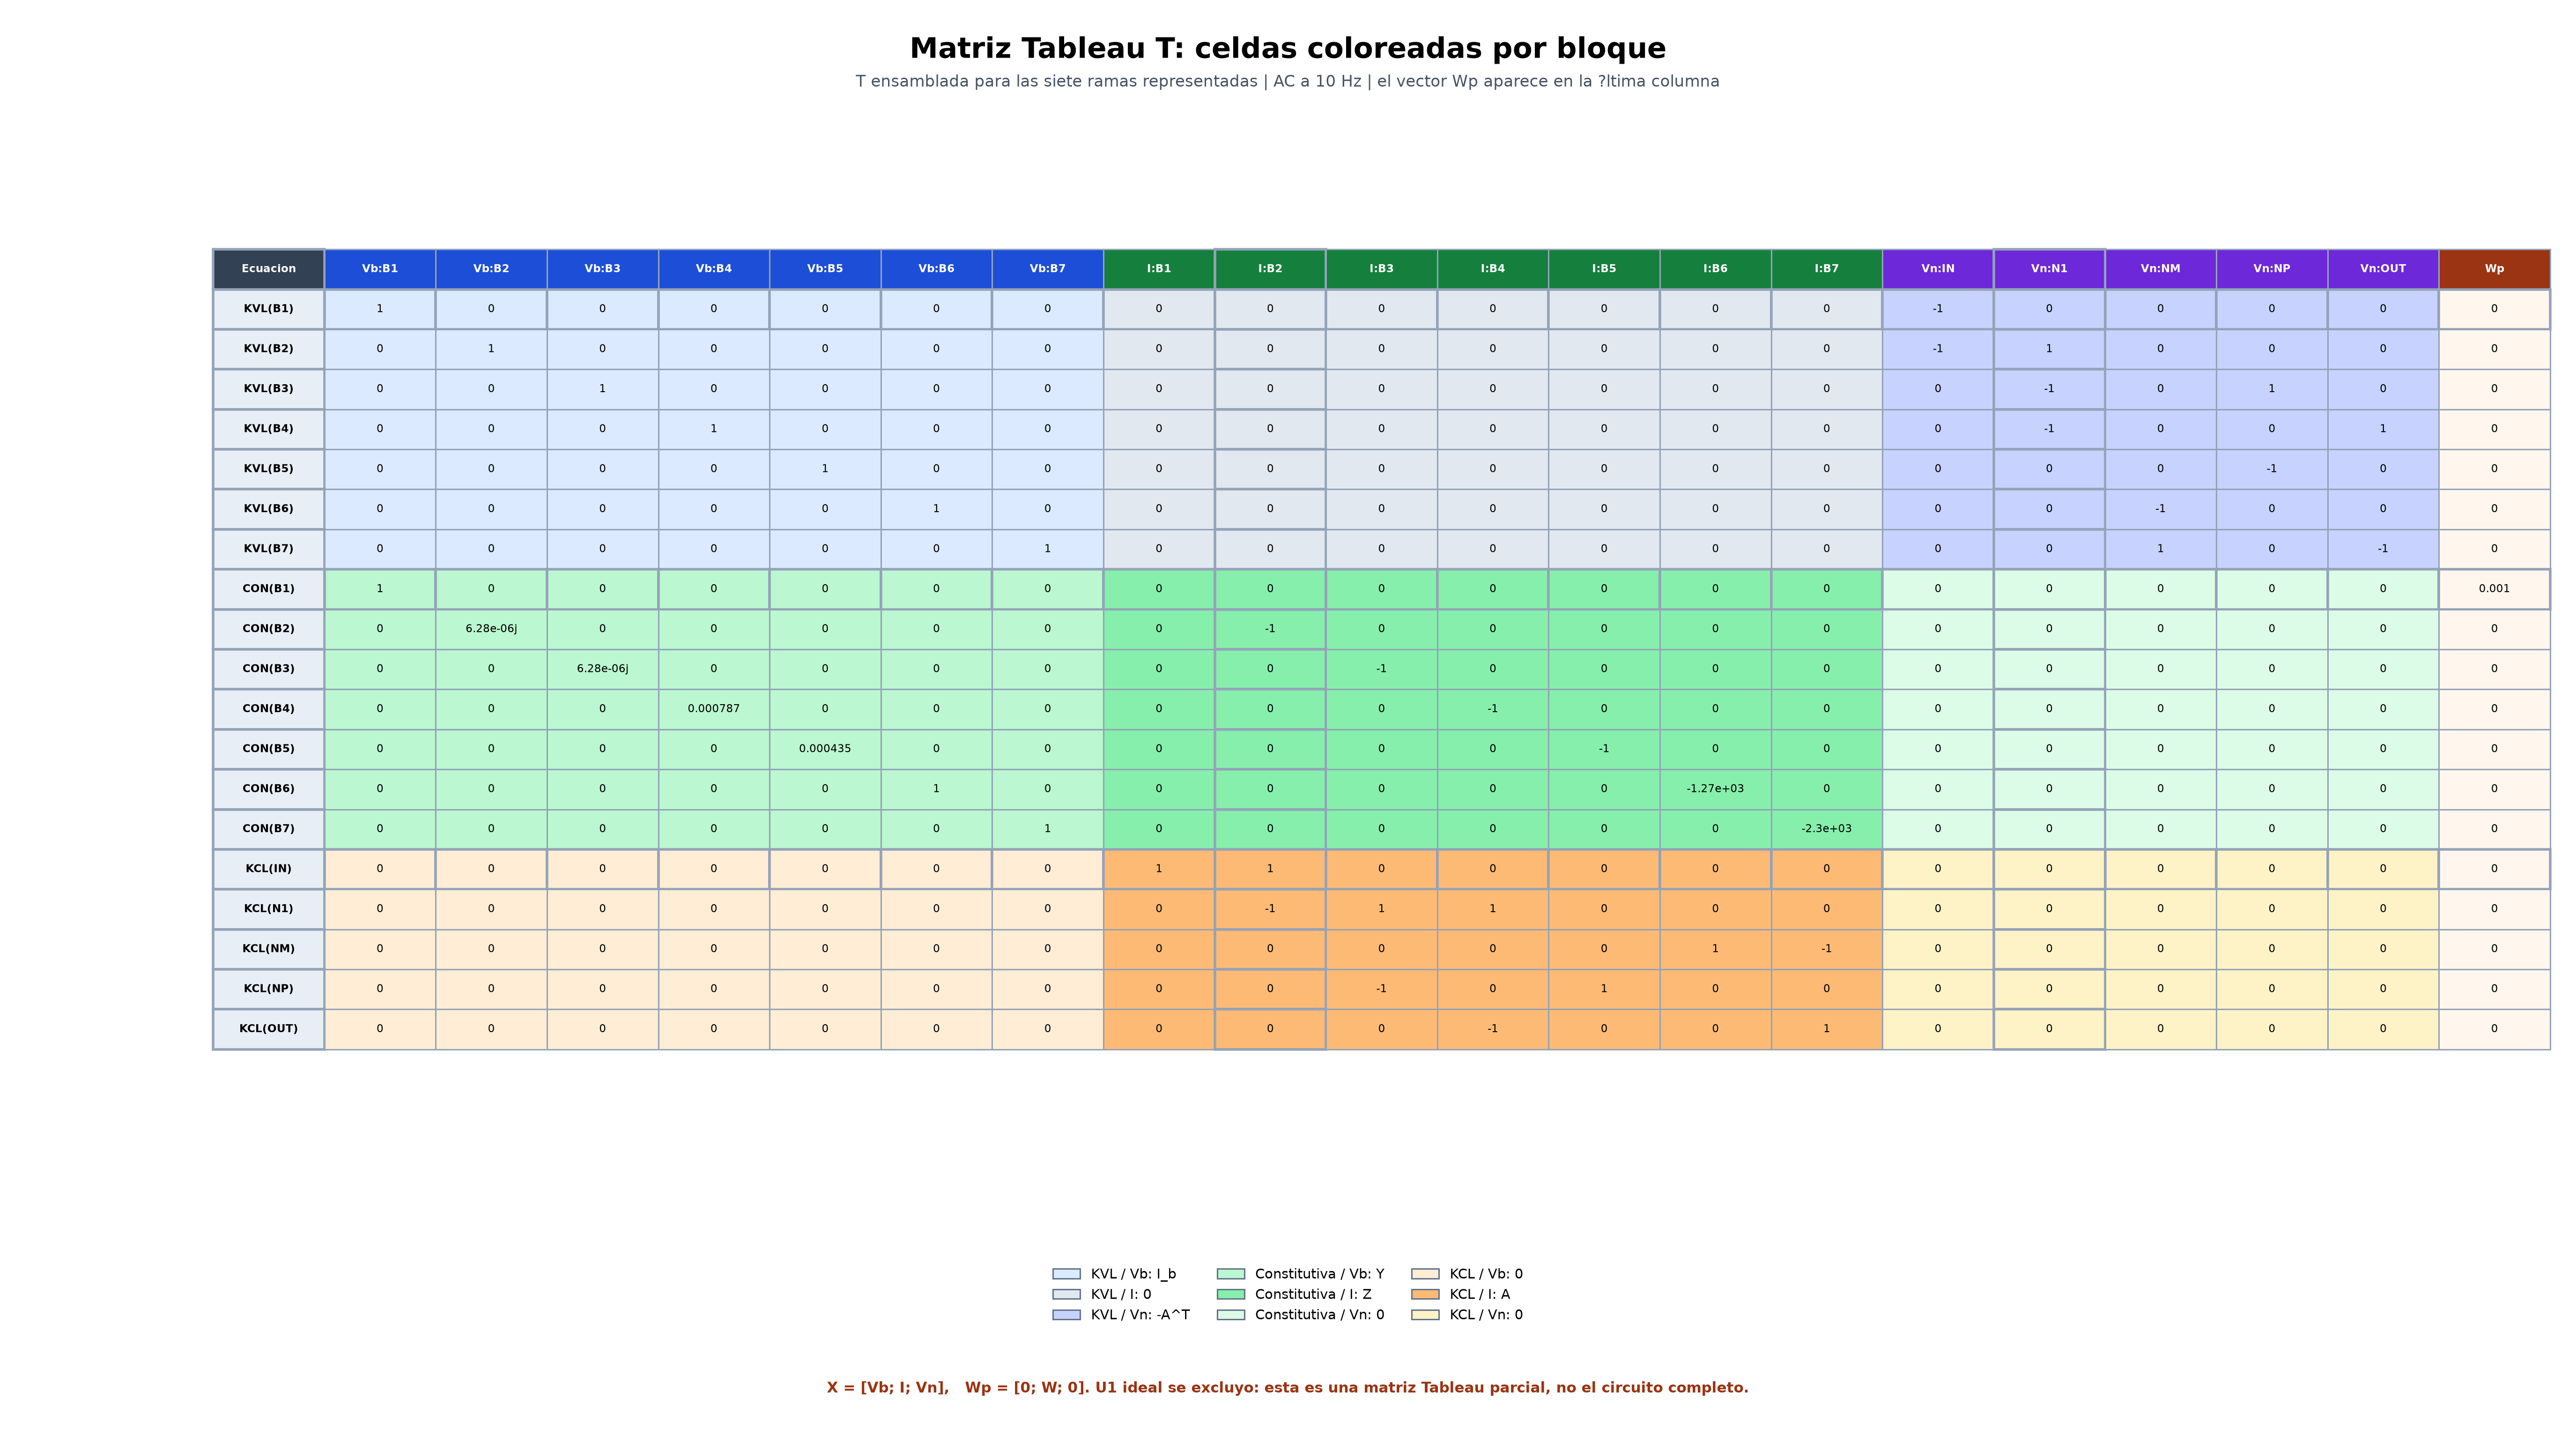 Matriz Tableau T: celdas coloreadas por bloque
T ensamblada para las siete ramas representadas | AC a 10 Hz | el vector Wp aparece en la ?ltima columna
Ecuacion Vb:B1 Vb:B2 Vb:B3 Vb:B4 Vb:B5 Vb:B6 Vb:B7 I:B1 I:B2 I:B3 I:B4 I:B5 I:B6 I:B7 Vn:IN Vn:N1 Vn:NM Vn:NP Vn:OUT Wp
KVL(B1) 1 0 0 0 0 0 0 0 0 0 0 0 0 0 -1 0 0 0 0 0
KVL(B2) 0 1 0 0 0 0 0 0 0 0 0 0 0 0 -1 1 0 0 0 0
KVL(B3) 0 0 1 0 0 0 0 0 0 0 0 0 0 0 0 -1 0 1 0 0
KVL(B4) 0 0 0 1 0 0 0 0 0 0 0 0 0 0 0 -1 0 0 1 0
KVL(B5) 0 0 0 0 1 0 0 0 0 0 0 0 0 0 0 0 0 -1 0 0
KVL(B6) 0 0 0 0 0 1 0 0 0 0 0 0 0 0 0 0 -1 0 0 0
KVL(B7) 0 0 0 0 0 0 1 0 0 0 0 0 0 0 0 0 1 0 -1 0
CON(B1) 1 0 0 0 0 0 0 0 0 0 0 0 0 0 0 0 0 0 0 0.001
CON(B2) 0 6.28e-06j 0 0 0 0 0 0 -1 0 0 0 0 0 0 0 0 0 0 0
CON(B3) 0 0 6.28e-06j 0 0 0 0 0 0 -1 0 0 0 0 0 0 0 0 0 0
CON(B4) 0 0 0 0.000787 0 0 0 0 0 0 -1 0 0 0 0 0 0 0 0 0
CON(B5) 0 0 0 0 0.000435 0 0 0 0 0 0 -1 0 0 0 0 0 0 0 0
CON(B6) 0 0 0 0 0 1 0 0 0 0 0 0 -1.27e+03 0 0 0 0 0 0 0
CON(B7) 0 0 0 0 0 0 1 0 0 0 0 0 0 -2.3e+03 0 0 0 0 0 0
KCL(IN) 0 0 0 0 0 0 0 1 1 0 0 0 0 0 0 0 0 0 0 0
KCL(N1) 0 0 0 0 0 0 0 0 -1 1 1 0 0 0 0 0 0 0 0 0
KCL(NM) 0 0 0 0 0 0 0 0 0 0 0 0 1 -1 0 0 0 0 0 0
KCL(NP) 0 0 0 0 0 0 0 0 0 -1 0 1 0 0 0 0 0 0 0 0
KCL(OUT) 0 0 0 0 0 0 0 0 0 0 -1 0 0 1 0 0 0 0 0 0
KVL / Vb: I_b Constitutiva / Vb: Y KCL / Vb: 0
KVL / I: 0 Constitutiva / I: Z KCL / I: A
KVL / Vn: -A^T Constitutiva / Vn: 0 KCL / Vn: 0
X = [Vb; I; Vn], Wp = [0; W; 0]. U1 ideal se excluyo: esta es una matriz Tableau parcial, no el circuito completo.